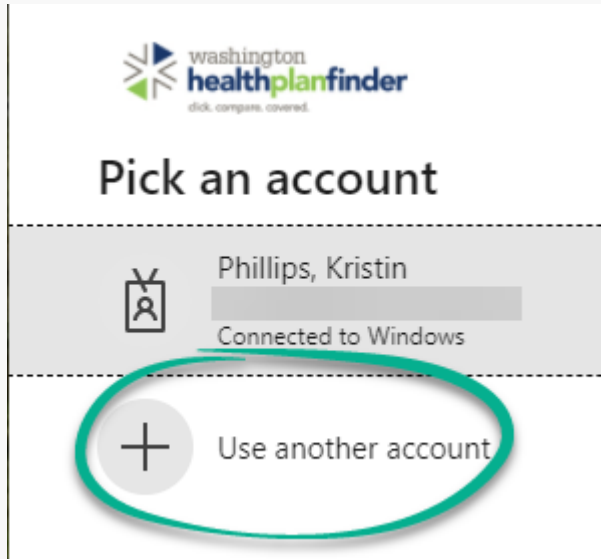 washington
healthplanfinder
click. compare. covered.
Pick an account
Phillips, Kristin
Connected to Windows
Use another account